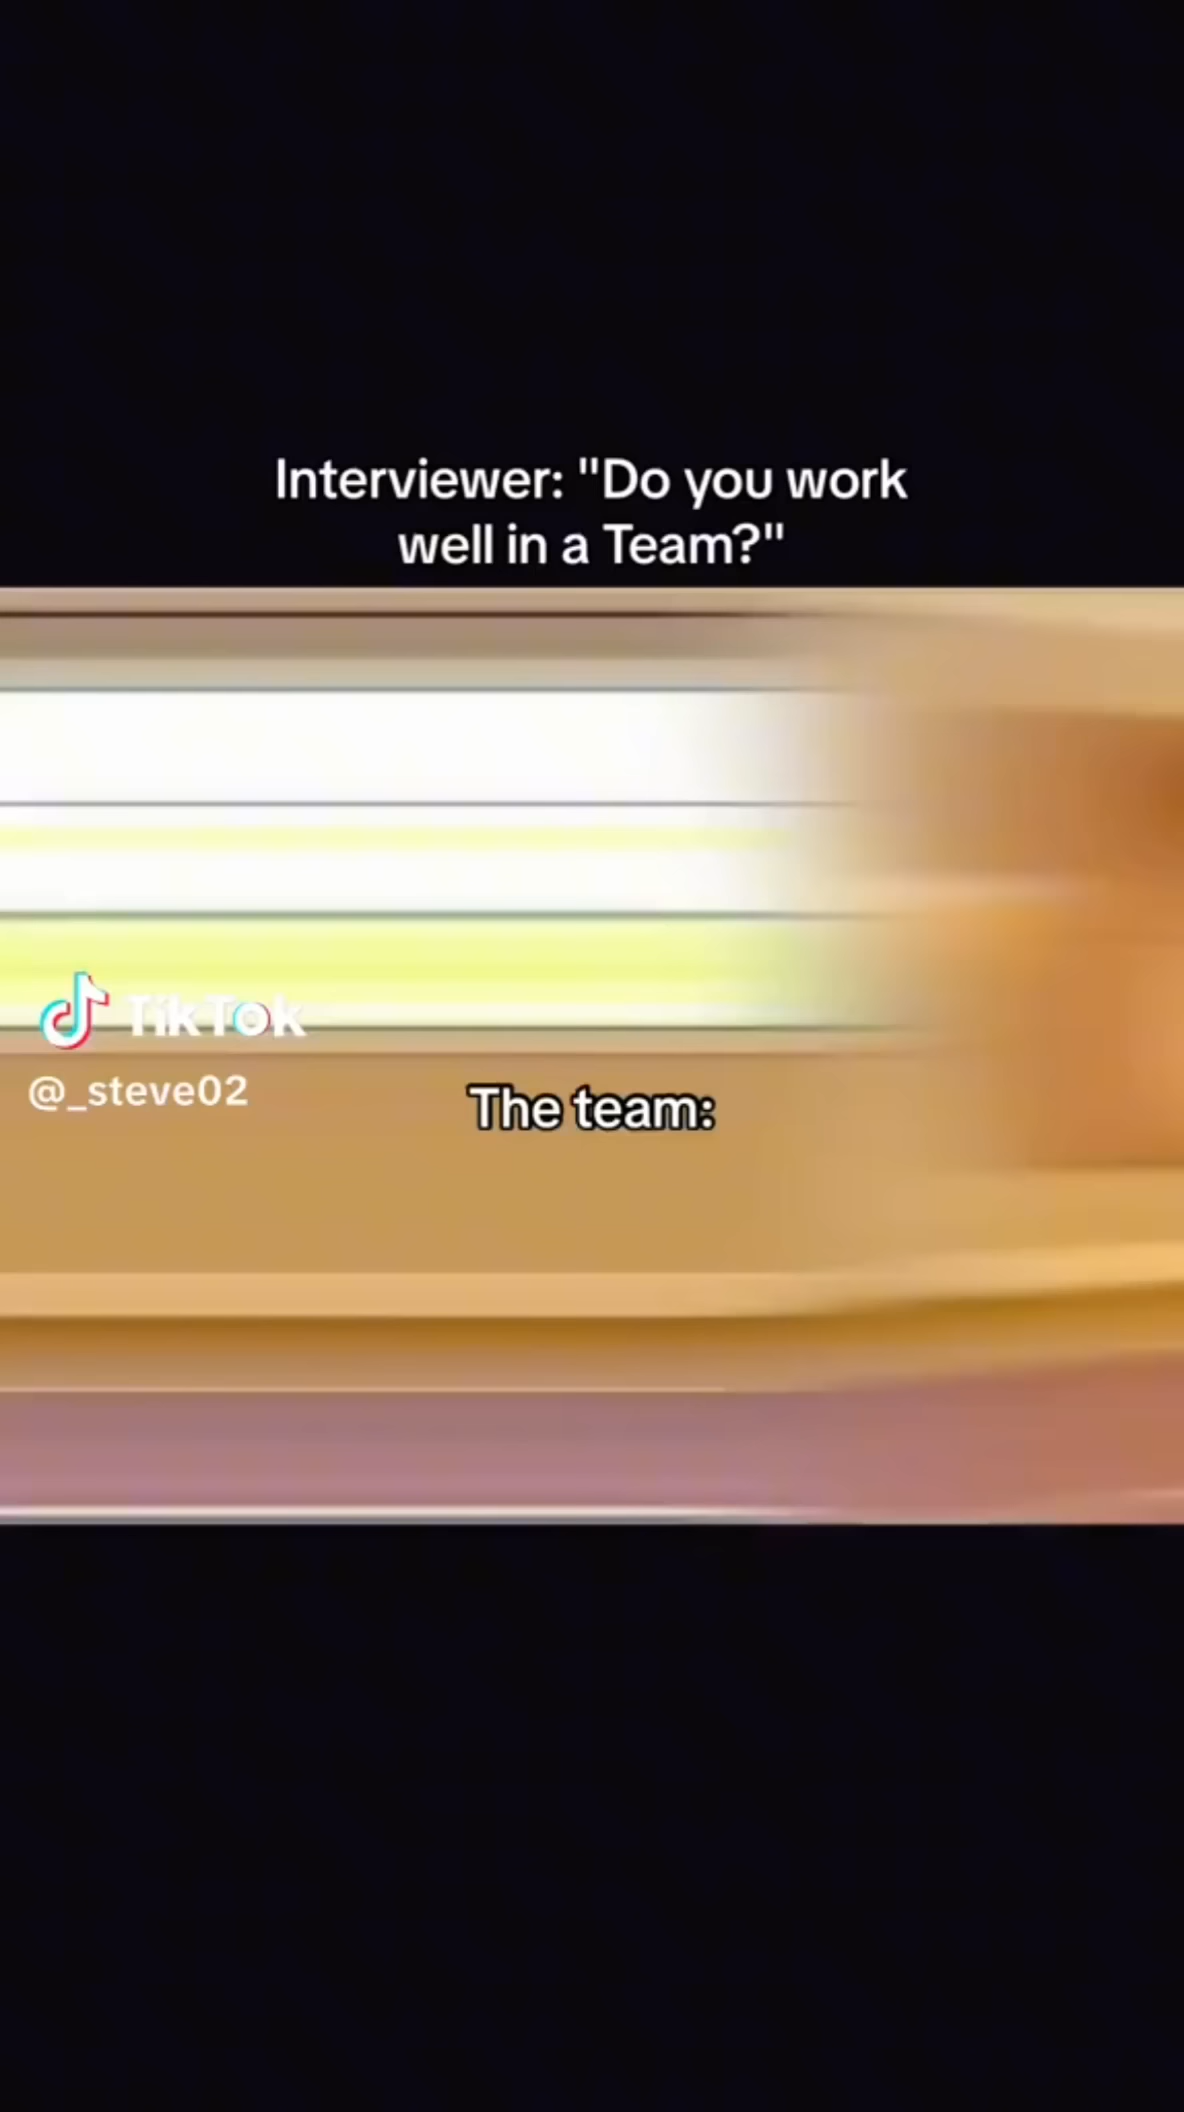 Interviewer: "Do you work
well in a Team?"
TikTok
@_steve02
The team: